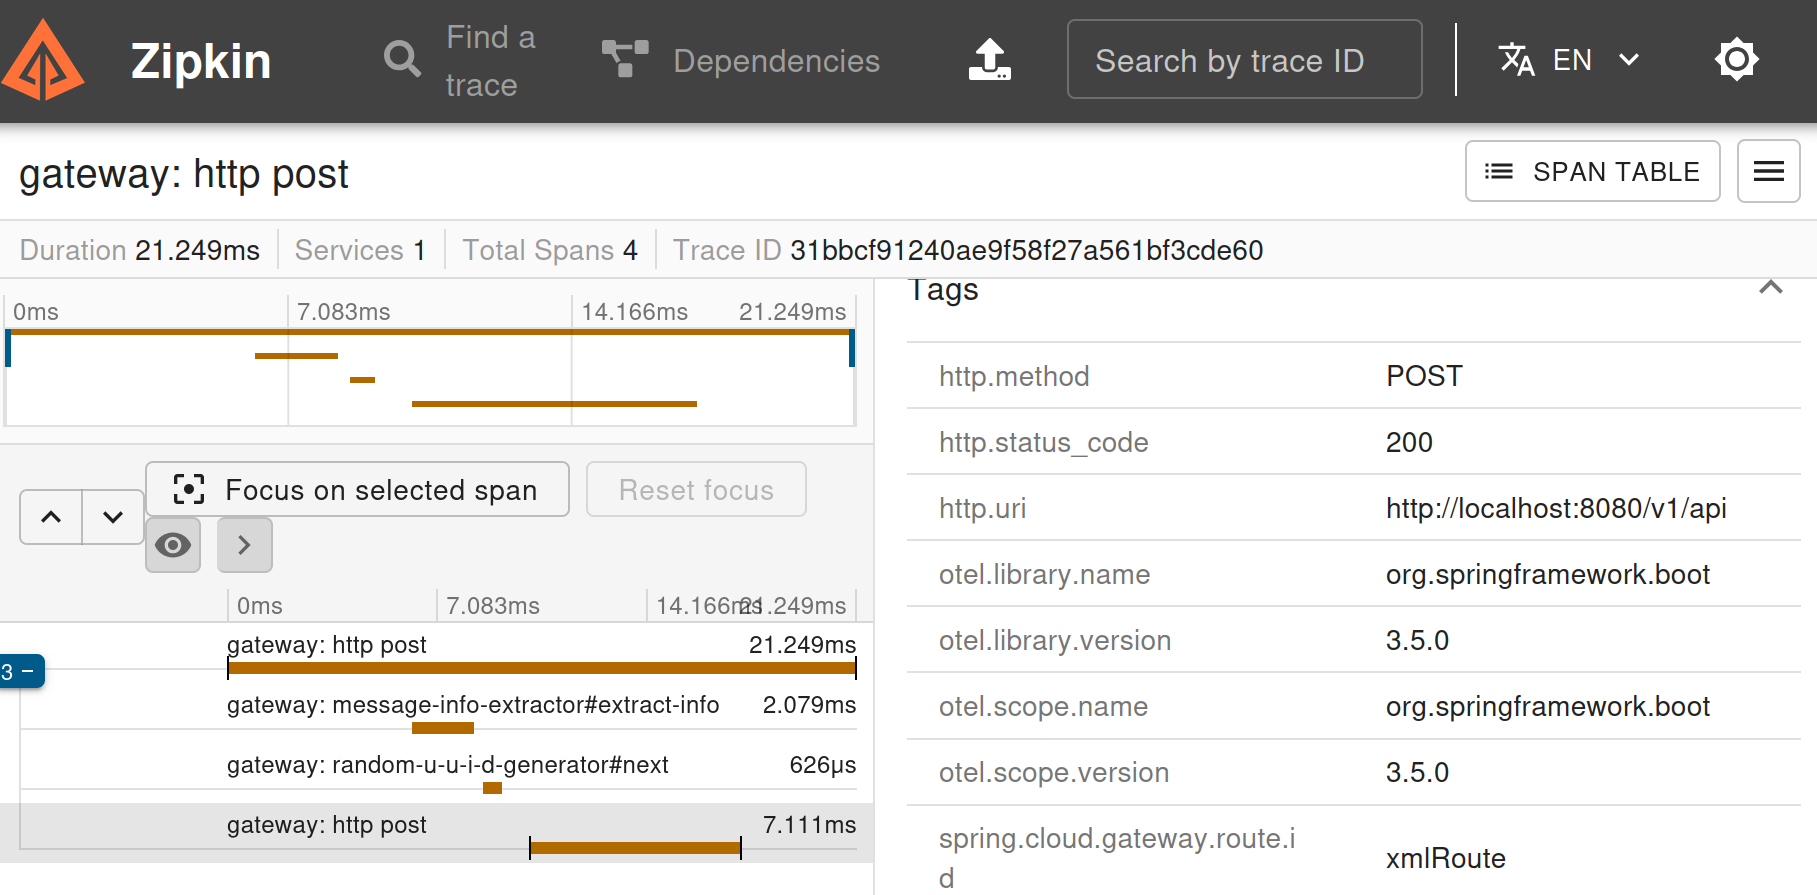 Zipkin
Find a
trace
Dependencies
Search by trace ID
EN
gateway: http post
SPAN TABLE
Duration 21.249ms
Services 1
Total Spans 4
Trace ID 31bbcf91240ae9f58f27a561bf3cde60
0ms
7.083ms
14.166ms
21.249ms
Focus on selected span
Reset focus
0ms
7.083ms
14.166ms
21.249ms
gateway: http post 21.249ms
3 −
gateway: message-info-extractor#extract-info 2.079ms
gateway: random-u-u-i-d-generator#next 626µs
gateway: http post 7.111ms
Tags
http.method POST
http.status_code 200
http.uri http://localhost:8080/v1/api
otel.library.name org.springframework.boot
otel.library.version 3.5.0
otel.scope.name org.springframework.boot
otel.scope.version 3.5.0
spring.cloud.gateway.route.i
d
xmlRoute